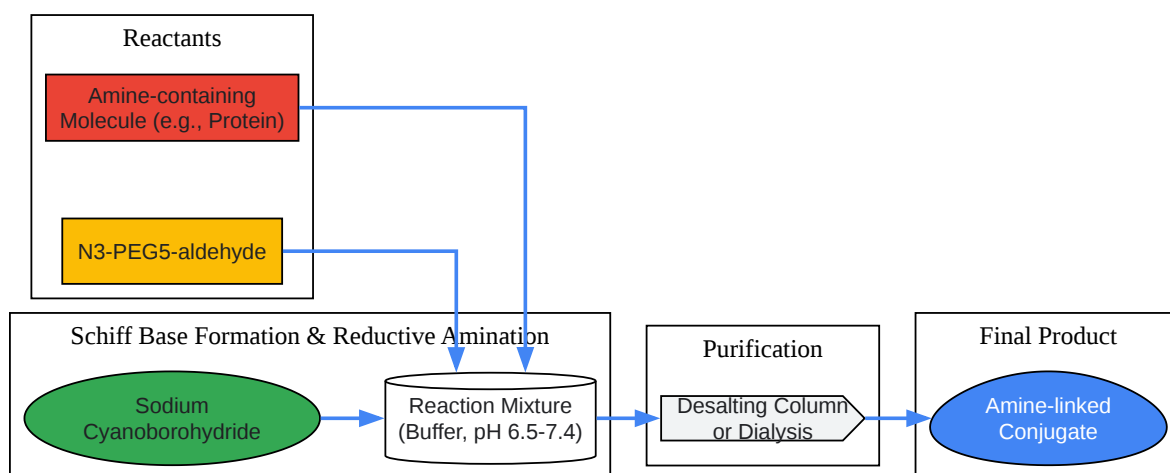 Reactants
Amine-containing
Molecule (e.g., Protein)
N3-PEG5-aldehyde
Schiff Base Formation & Reductive Amination
Sodium
Cyanoborohydride
Reaction Mixture
(Buffer, pH 6.5-7.4)
Purification
Desalting Column
or Dialysis
Final Product
Amine-linked
Conjugate